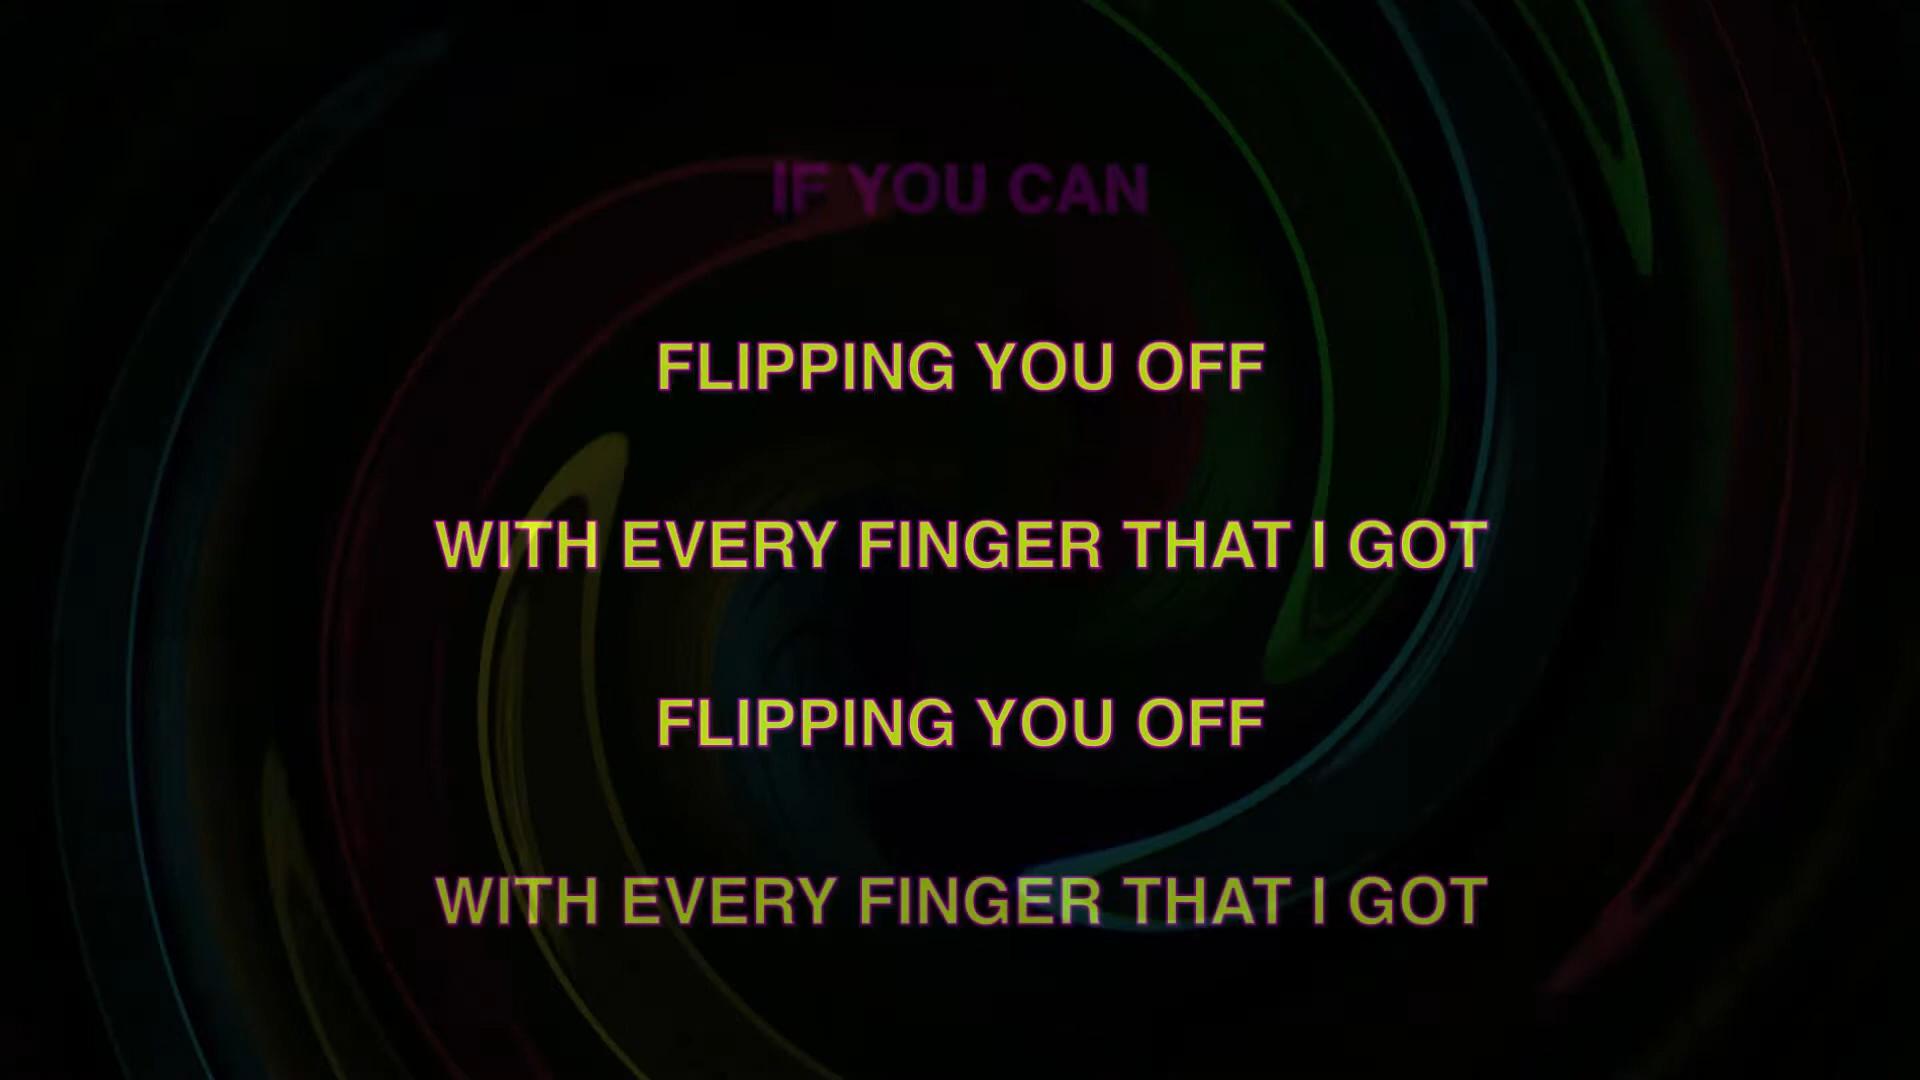 IF YOU CAN
FLIPPING YOU OFF
WITH EVERY FINGER THAT I GOT
FLIPPING YOU OFF
WITH EVERY FINGER THAT I GOT